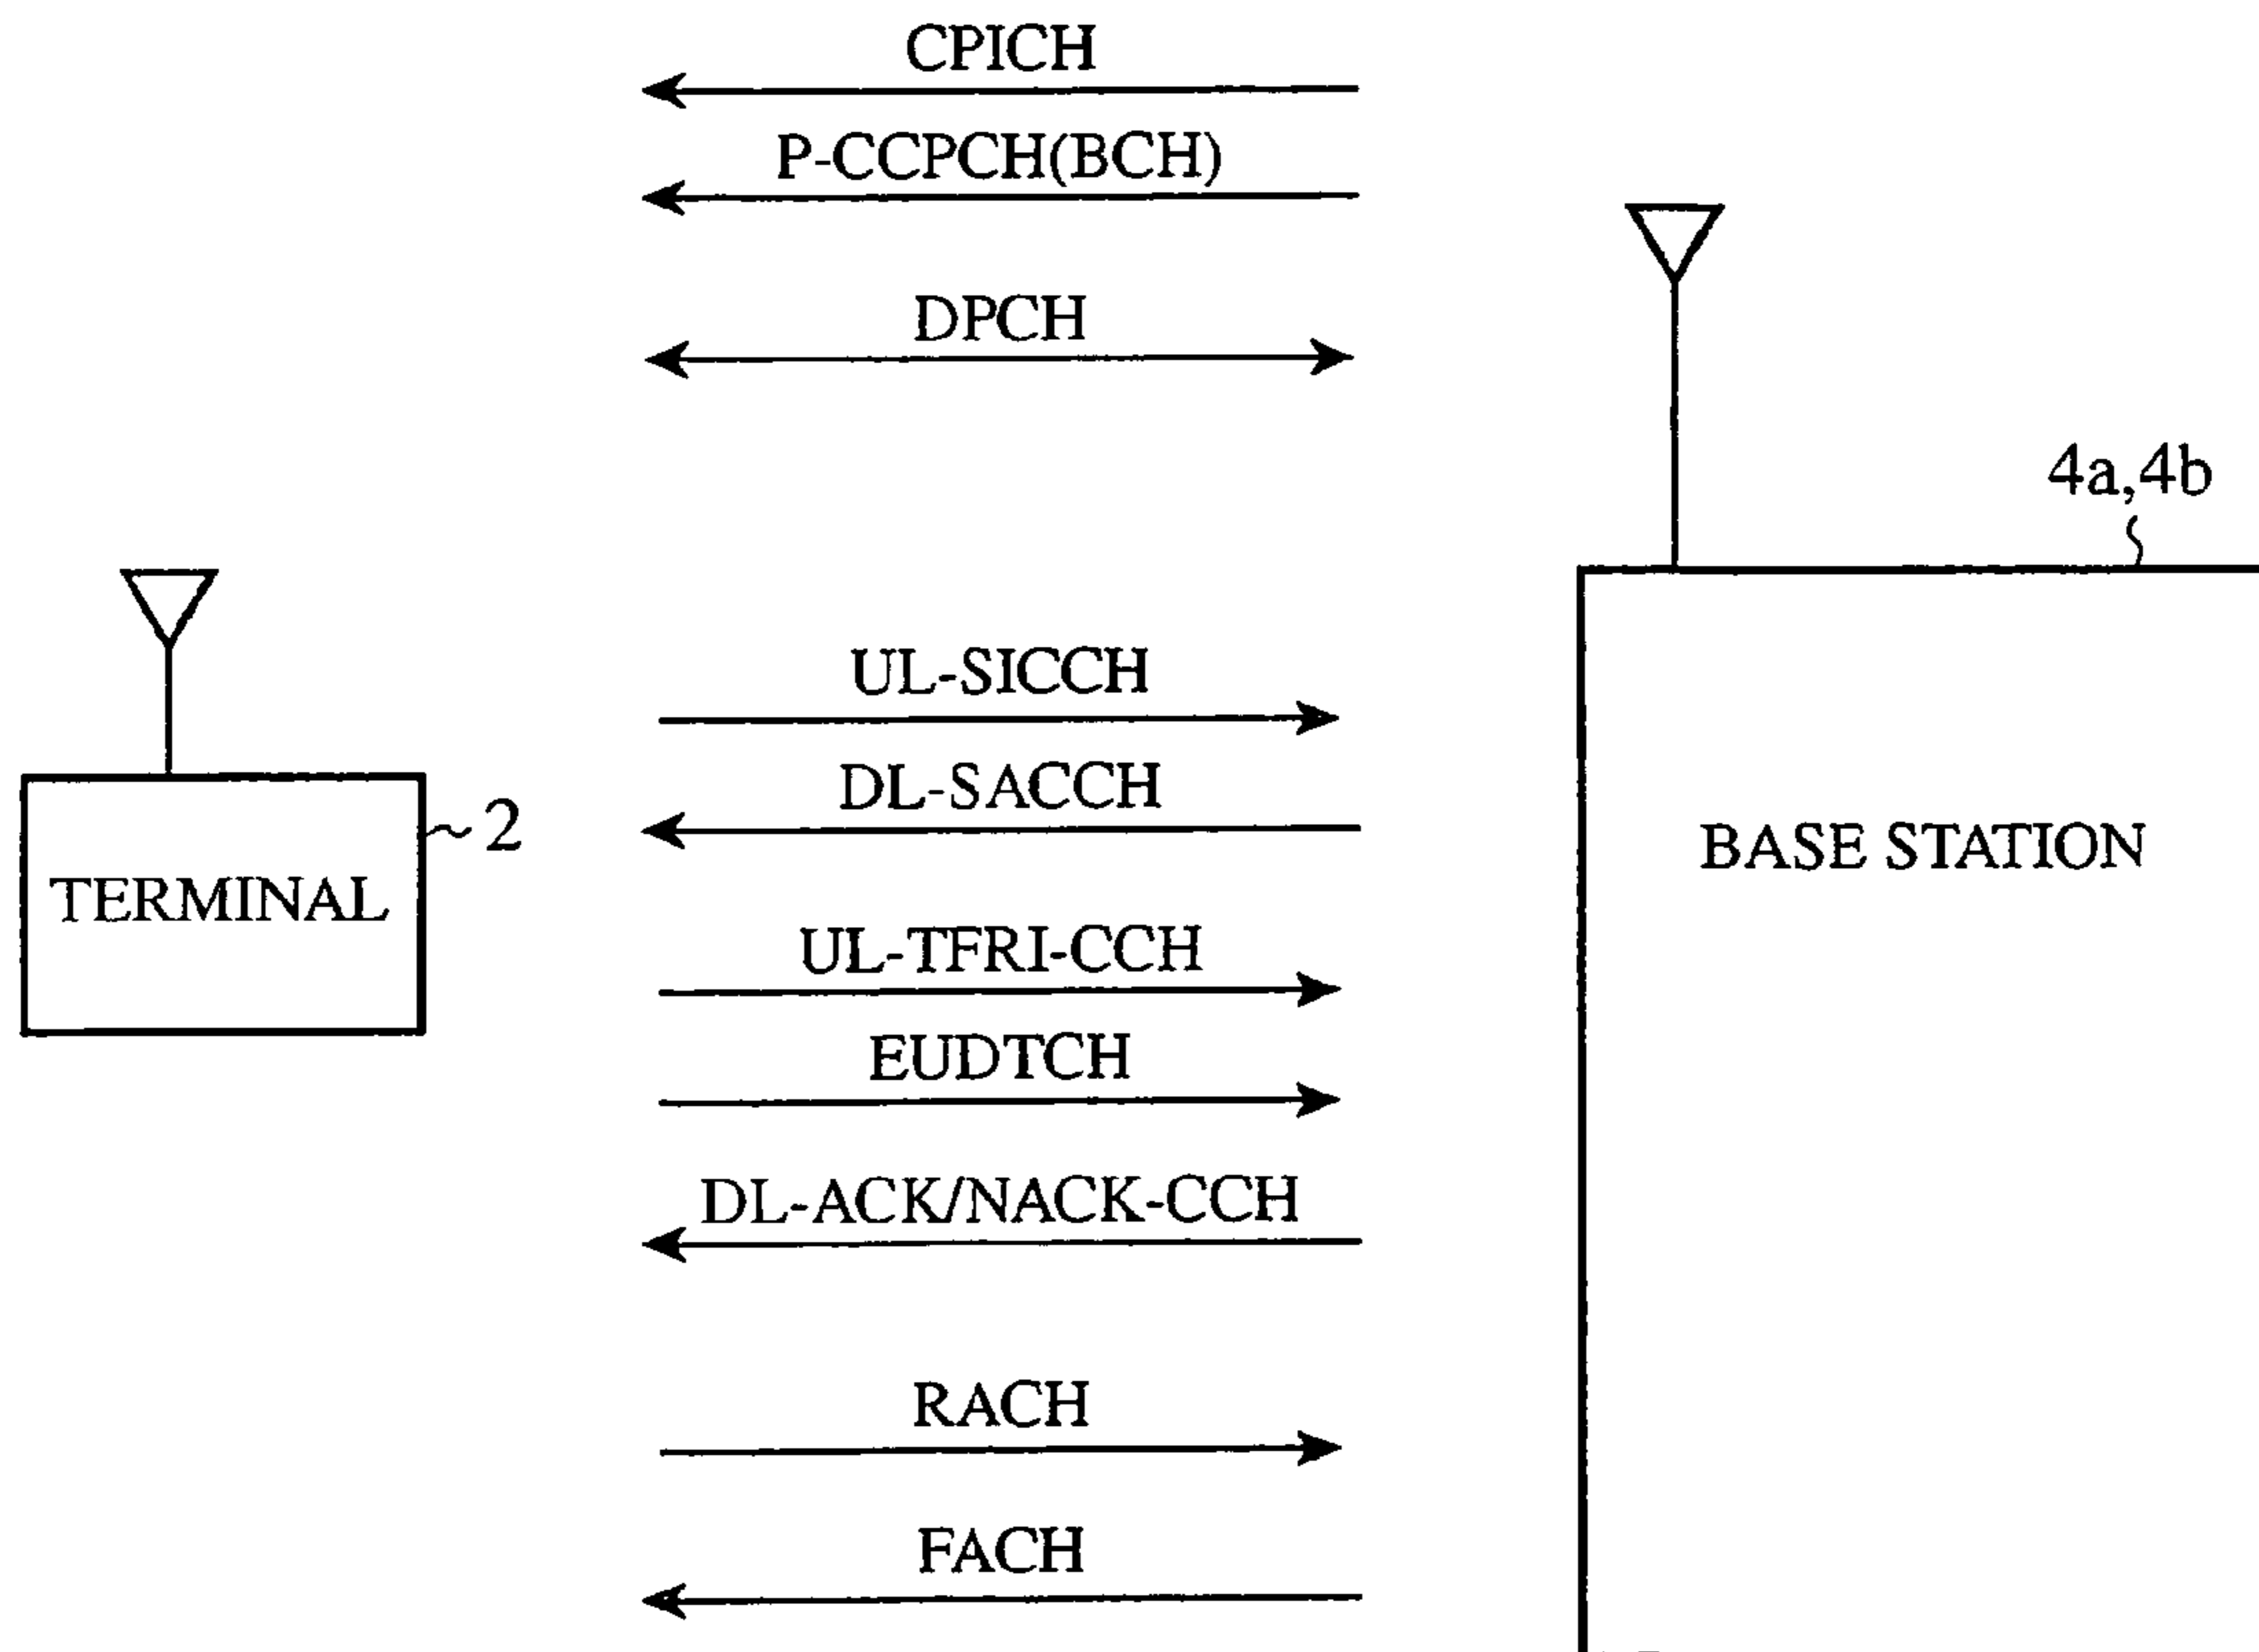 CPICH
P-CCPCH(BCH)
DPCH
4a,4b
UL-SICCH
DL-SACCH
2
BASE STATION
TERMINAL
UL-TFRI-CCH
EUDTCH
DL-ACK/NACK-CCH
RACH
FACH